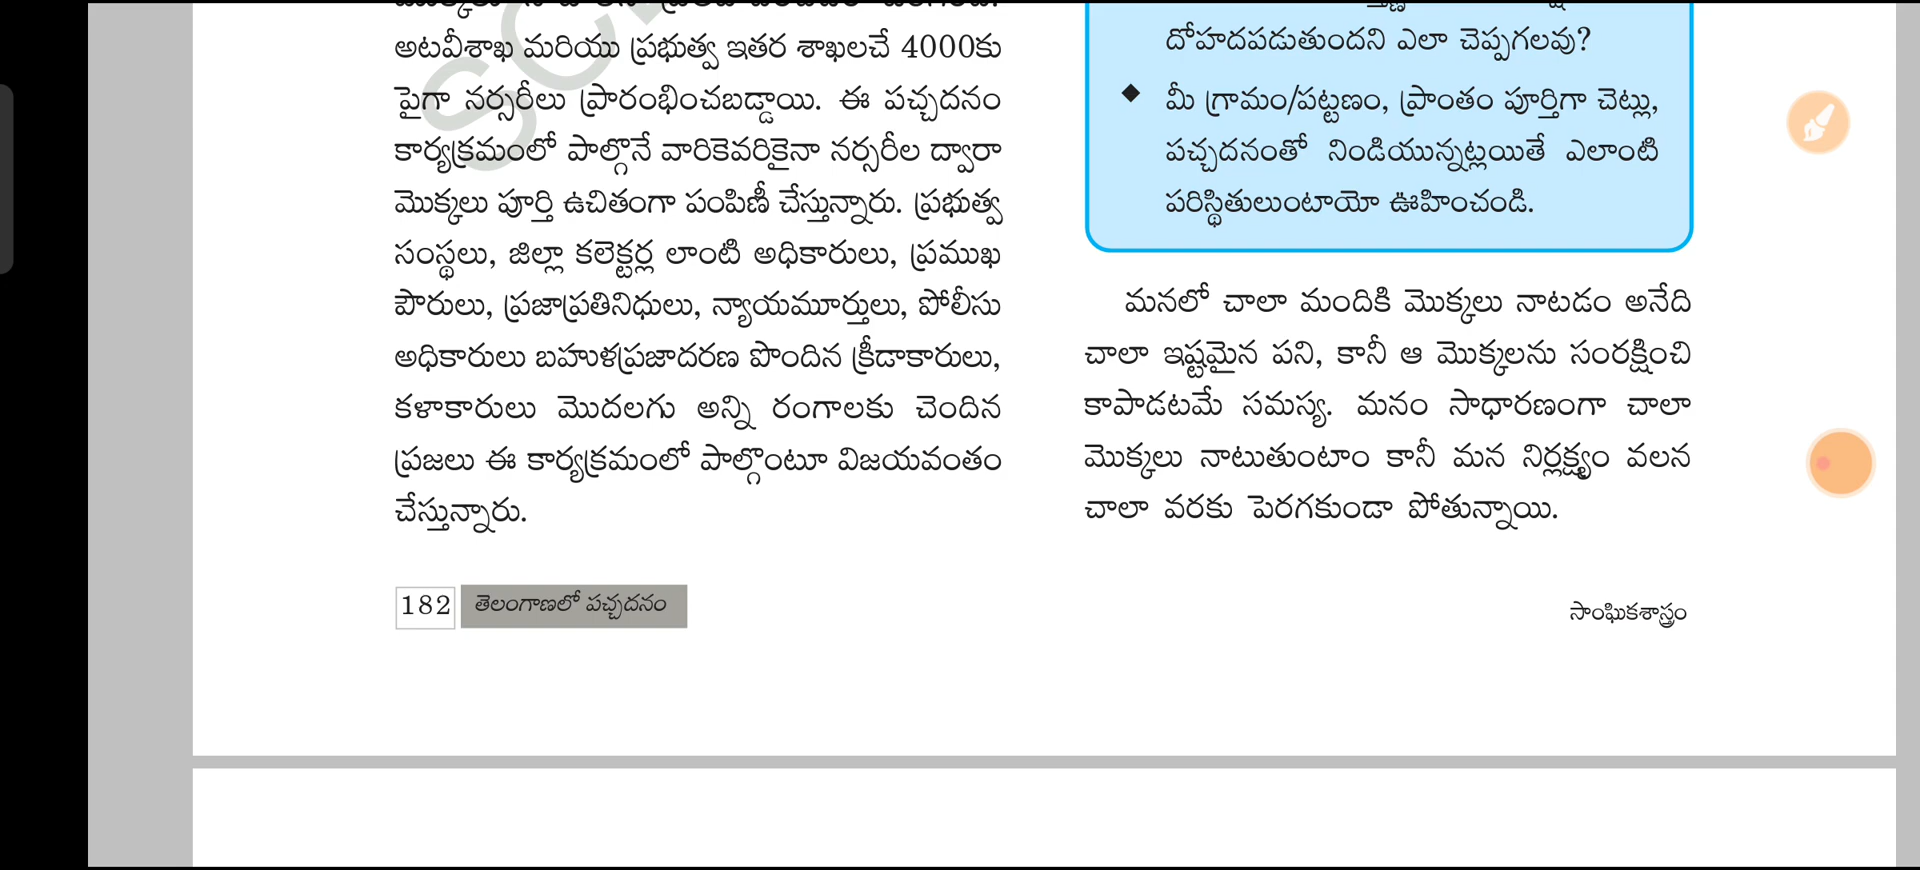 అటవీశాఖ మరియు ప్రభుత్వ ఇతర శాఖలచే 4000కు
పైగా నర్సరీలు ప్రారంభించబడ్డాయి. ఈ పచ్చదనం
కార్యక్రమంలో పాల్గొనే వారికెవరికైనా నర్సరీల ద్వారా
మొక్కలు పూర్తి ఉచితంగా పంపిణీ చేస్తున్నారు. ప్రభుత్వ
సంస్థలు, జిల్లా కలెక్టర్ల లాంటి అధికారులు, ప్రముఖ
పౌరులు, ప్రజాప్రతినిధులు, న్యాయమూర్తులు, పోలీసు
అధికారులు బహుళప్రజాదరణ పొందిన క్రీడాకారులు,
కళాకారులు మొదలగు అన్ని రంగాలకు చెందిన
ప్రజలు ఈ కార్యక్రమంలో పాల్గొంటూ విజయవంతం
చేస్తున్నారు.
దోహదపడుతుందని ఎలా చెప్పగలవు?
◆ మీ గ్రామం/పట్టణం, ప్రాంతం పూర్తిగా చెట్లు,
పచ్చదనంతో నిండియున్నట్లయితే ఎలాంటి
పరిస్థితులుంటాయో ఊహించండి.
మనలో చాలా మందికి మొక్కలు నాటడం అనేది
చాలా ఇష్టమైన పని, కానీ ఆ మొక్కలను సంరక్షించి
కాపాడటమే సమస్య. మనం సాధారణంగా చాలా
మొక్కలు నాటుతుంటాం కానీ మన నిర్లక్ష్యం వలన
చాలా వరకు పెరగకుండా పోతున్నాయి.
182 తెలంగాణలో పచ్చదనం
సాంఘికశాస్త్రం